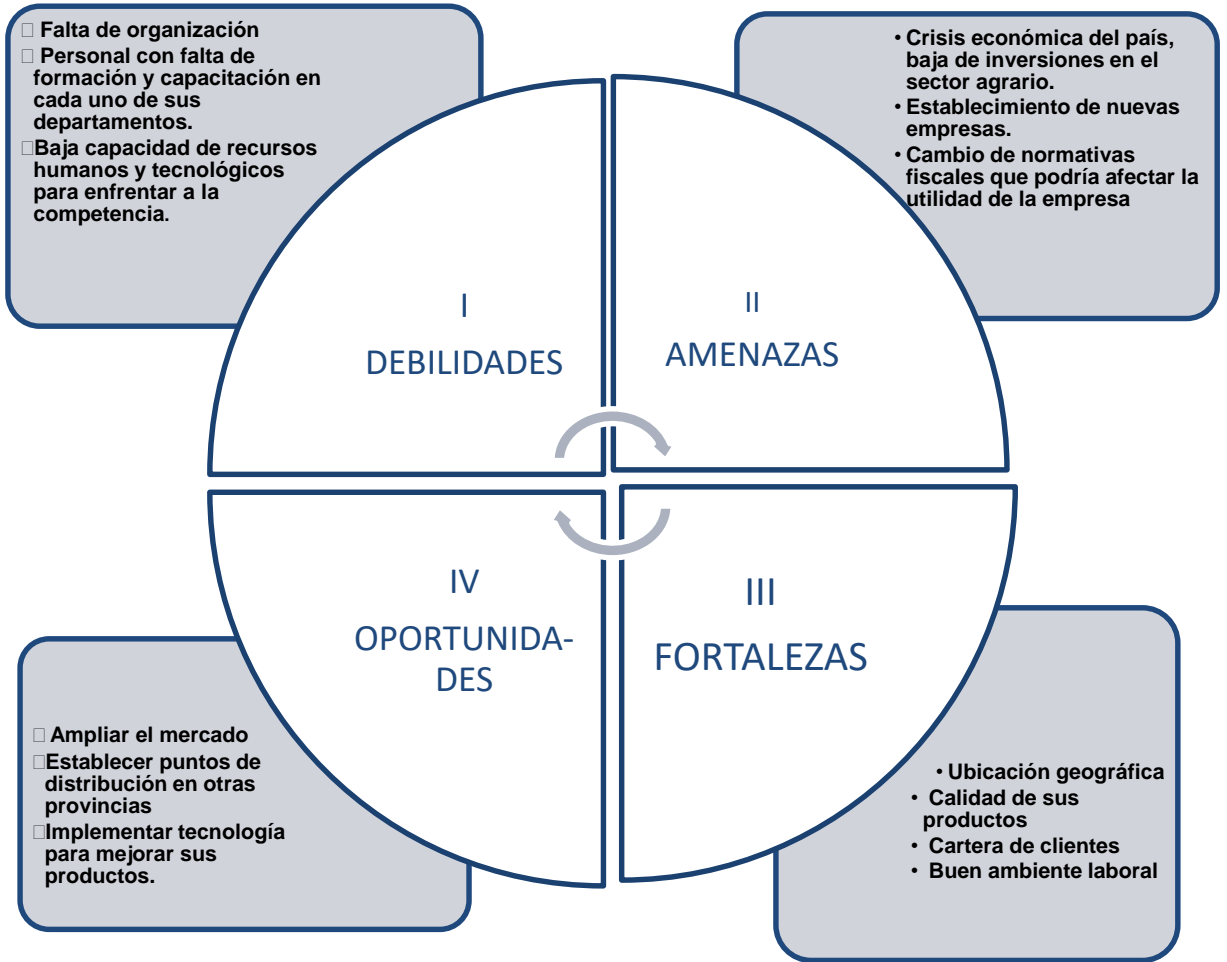 □ Falta de organización
□ Personal con falta de
formación y capacitación en
cada uno de sus
departamentos.
□Baja capacidad de recursos
humanos y tecnológicos
para enfrentar a la
competencia.
• Crisis económica del país,
baja de inversiones en el
sector agrario.
• Establecimiento de nuevas
empresas.
• Cambio de normativas
fiscales que podría afectar la
utilidad de la empresa
I
DEBILIDADES
II
AMENAZAS
IV
OPORTUNIDA-
DES
III
FORTALEZAS
□ Ampliar el mercado
□Establecer puntos de
distribución en otras
provincias
□Implementar tecnología
para mejorar sus
productos.
• Ubicación geográfica
• Calidad de sus
productos
• Cartera de clientes
• Buen ambiente laboral